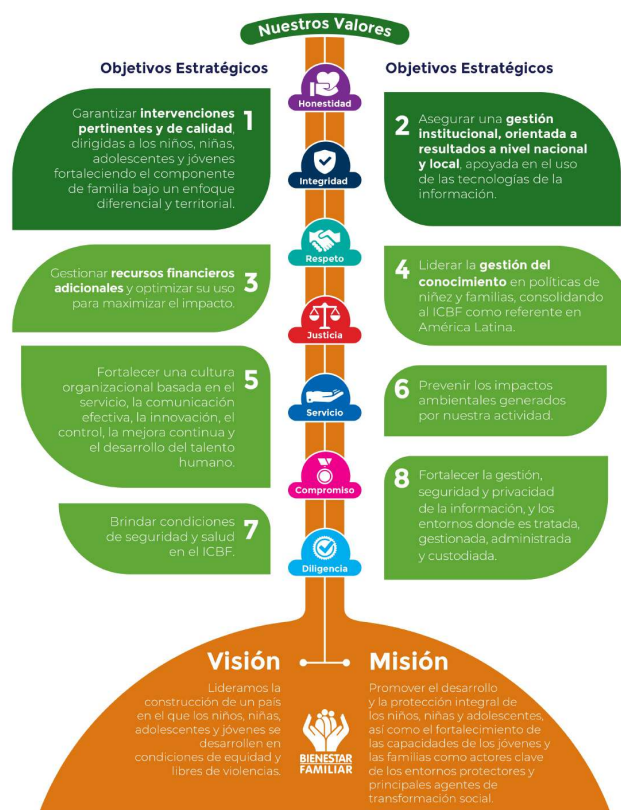 Nuestros Valores
Objetivos Estratégicos
Objetivos Estratégicos
Honestidad
Integridad
Respeto
Justicia
Servicio
Compromiso
Diligencia
1
Garantizar intervenciones
pertinentes y de calidad,
dirigidas a los niños, niñas,
adolescentes y jóvenes
fortaleciendo el componente
de familia bajo un enfoque
diferencial y territorial.
2
Asegurar una gestión
institucional, orientada a
resultados a nivel nacional
y local, apoyada en el uso
de las tecnologías de la
información.
3
Gestionar recursos financieros
adicionales y optimizar su uso
para maximizar el impacto.
4
Liderar la gestión del
conocimiento en políticas de
niñez y familias, consolidando
al ICBF como referente en
América Latina.
5
Fortalecer una cultura
organizacional basada en el
servicio, la comunicación
efectiva, la innovación, el
control, la mejora continua y
el desarrollo del talento
humano.
6
Prevenir los impactos
ambientales generados
por nuestra actividad.
7
Brindar condiciones
de seguridad y salud
en el ICBF.
8
Fortalecer la gestión,
seguridad y privacidad
de la información, y los
entornos donde es tratada,
gestionada, administrada
y custodiada.
Visión
Lideramos la
construcción de un país
en el que los niños, niñas,
adolescentes y jóvenes se
desarrollen en
condiciones de equidad y
libres de violencias.
BIENESTAR
FAMILIAR
Misión
Promover el desarrollo
y la protección integral de
los niños, niñas y adolescentes,
así como el fortalecimiento de
las capacidades de los jóvenes y
las familias como actores clave
de los entornos protectores y
principales agentes de
transformación social.